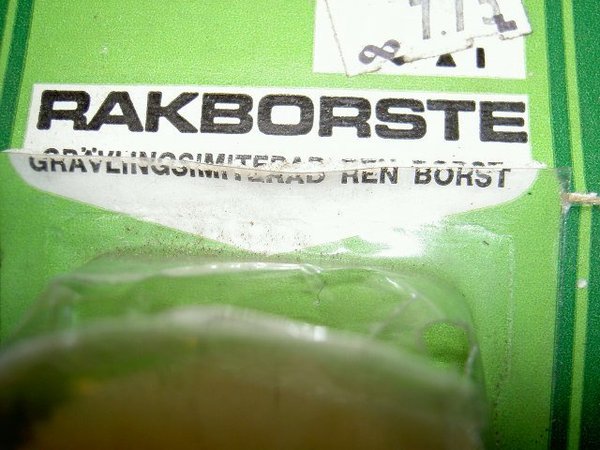 RAKBORSTE
GRÄVLINGSIMITERAD REN BORST